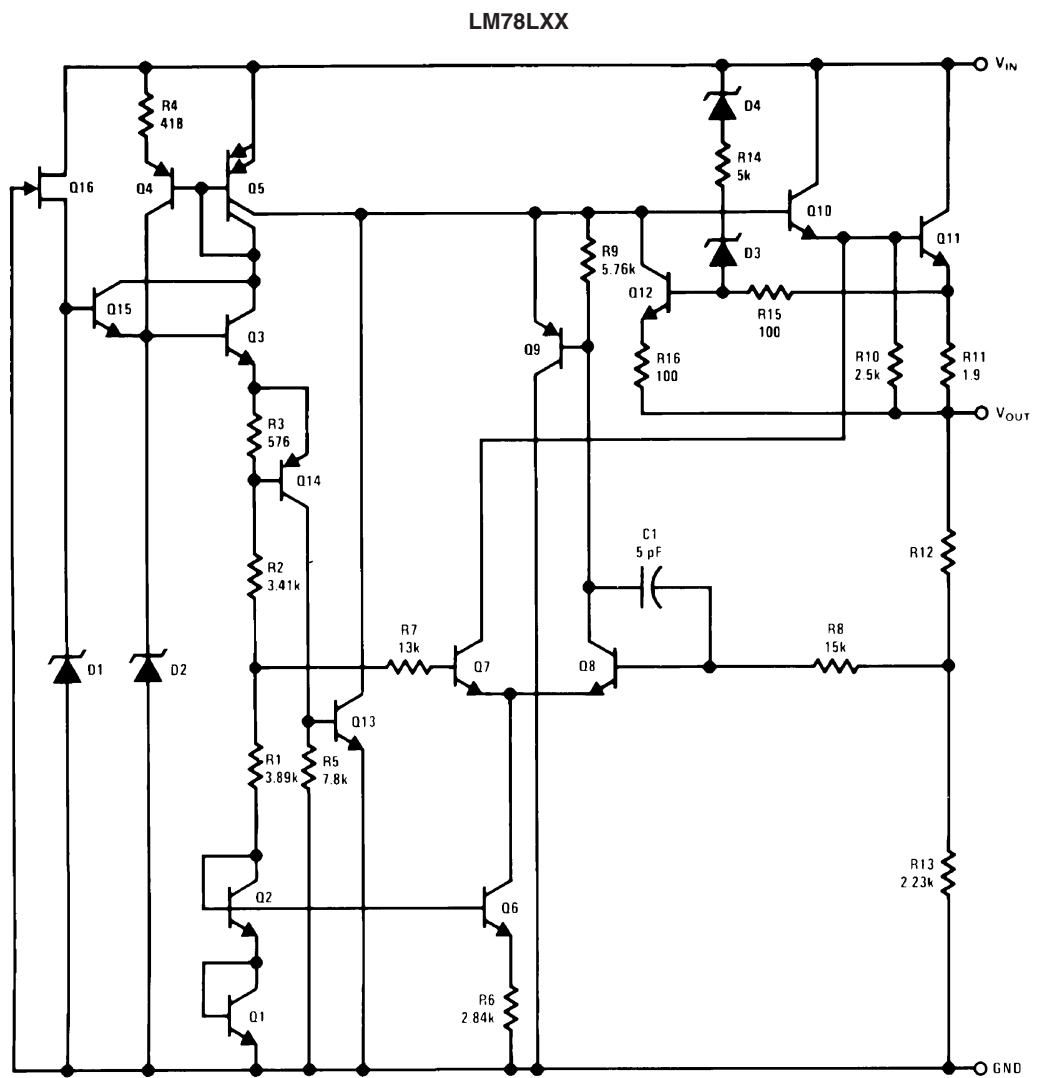 LM78LXX
VIN
R4
418
D4
Q16
Q4
Q5
R14
5k
Q10
Q11
R9
5.76k
D3
Q15
Q12
Q3
R15
100
Q9
R16
100
R10
2.5k
R11
1.9
VOUT
R3
576
Q14
C1
5 pF
R12
R2
3.41k
R7
13k
R8
15k
D1
D2
Q7
Q8
Q13
R1
3.89k
R5
7.8k
R13
2 23k
Q2
Q6
R6
2.84k
Q1
GND